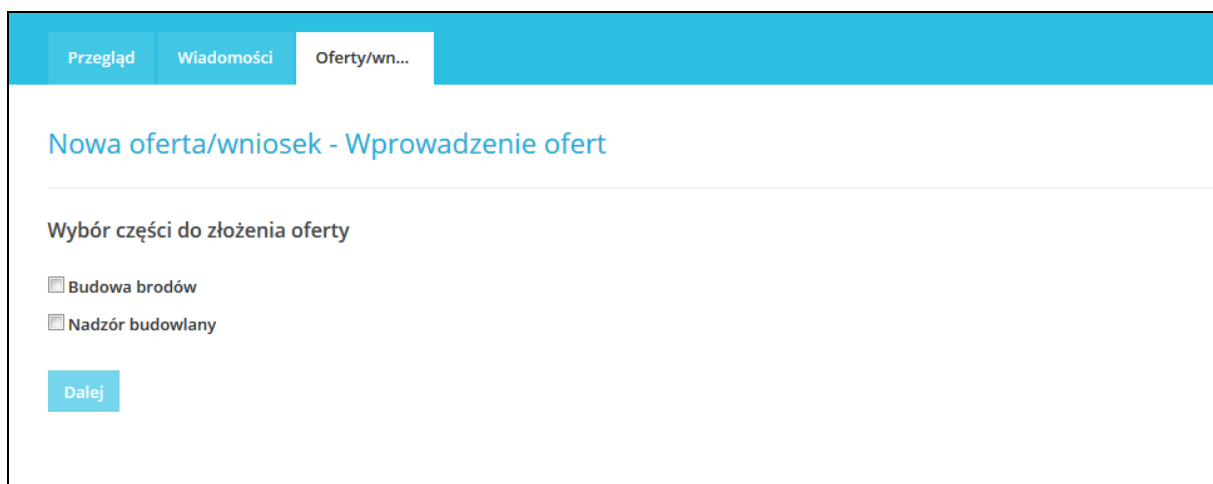 Przegląd Wiadomości Oferty/wn...
Nowa oferta/wniosek - Wprowadzenie ofert
Wybór części do złożenia oferty
Budowa brodów
Nadzór budowlany
Dalej